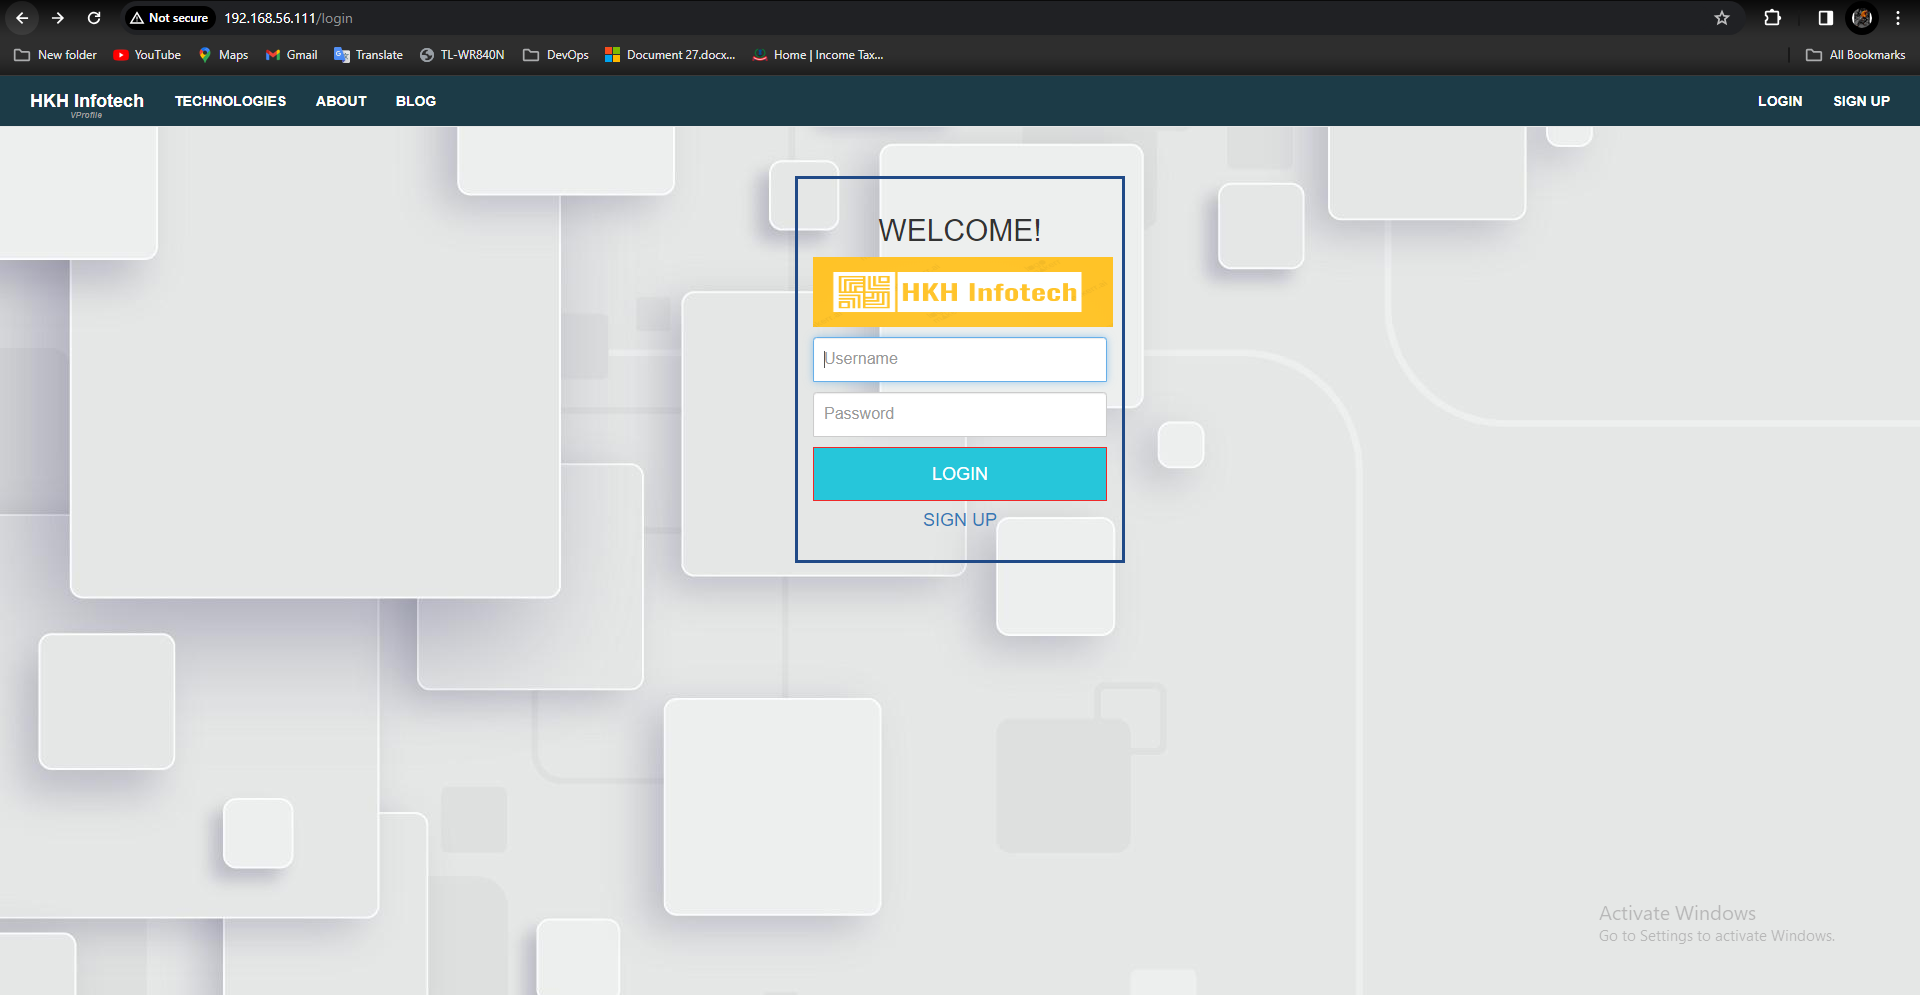 Not secure 192.168.56.111/login
New folder YouTube Maps Gmail Translate TL-WR840N DevOps Document 27.docx... Home | Income Tax... All Bookmarks
HKH Infotech TECHNOLOGIES ABOUT BLOG LOGIN SIGN UP
VProfile
WELCOME!
HKH Infotech
Username
Password
LOGIN
SIGN UP
Activate Windows
Go to Settings to activate Windows.